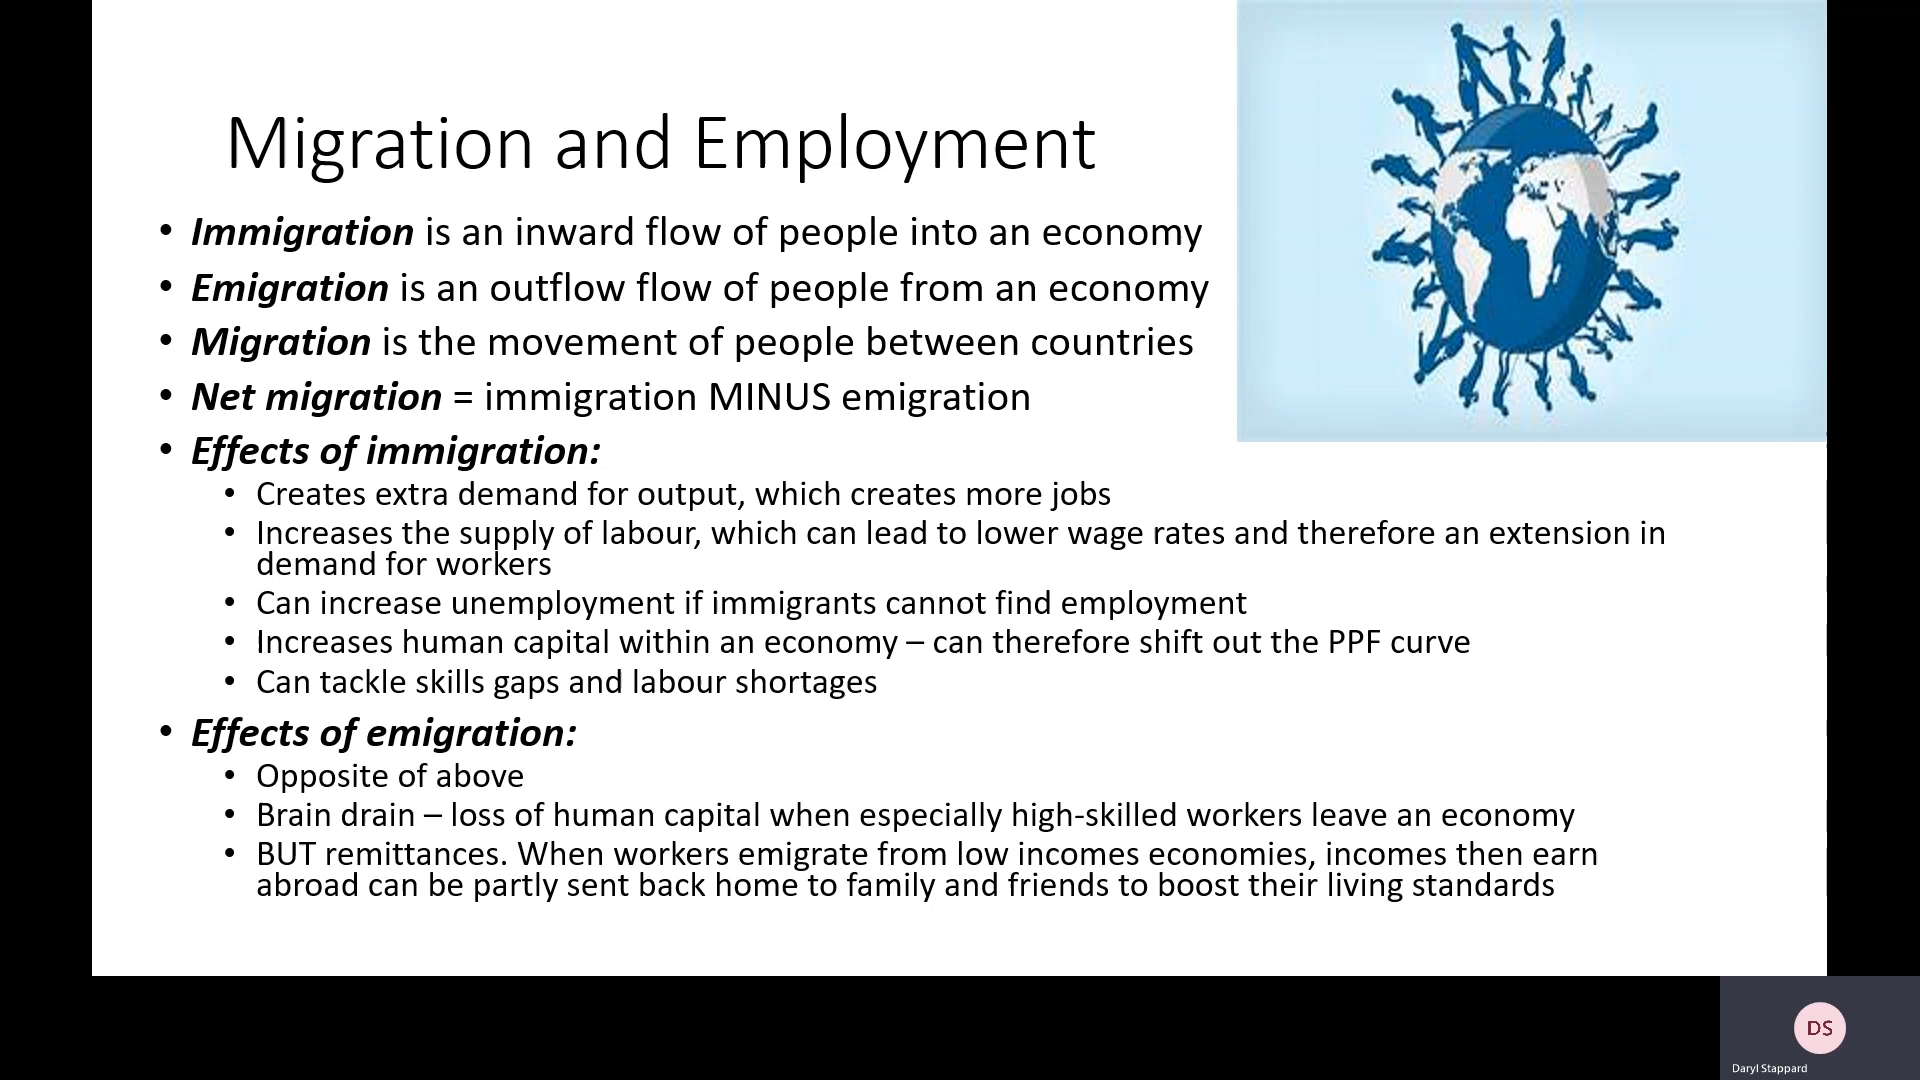 Migration and Employment
• Immigration is an inward flow of people into an economy
• Emigration is an outflow flow of people from an economy
• Migration is the movement of people between countries
• Net migration = immigration MINUS emigration
• Effects of immigration:
• Creates extra demand for output, which creates more jobs
• Increases the supply of labour, which can lead to lower wage rates and therefore an extension in
demand for workers
• Can increase unemployment if immigrants cannot find employment
• Increases human capital within an economy – can therefore shift out the PPF curve
• Can tackle skills gaps and labour shortages
• Effects of emigration:
• Opposite of above
• Brain drain – loss of human capital when especially high-skilled workers leave an economy
• BUT remittances. When workers emigrate from low incomes economies, incomes then earn
abroad can be partly sent back home to family and friends to boost their living standards
DS
Daryl Stappard